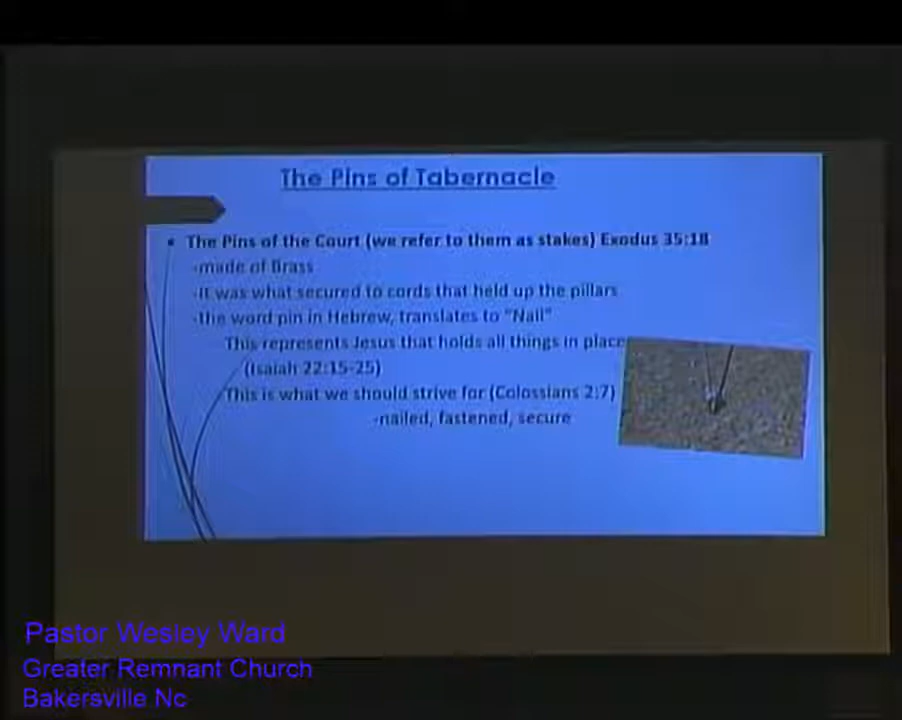 The Pins of Tabernacle
The Pins of the Court (we refer to them as stakes) Exodus 35:18
-made of Brass
-it was what secured to cords that held up the pillars
-the word pin in Hebrew, translates to "Nail"
This represents Jesus that holds all things in place
(Isaiah 22:15-25)
This is what we should strive for (Colossians 2:7)
-nailed, fastened, secure
Pastor Wesley Ward
Greater Remnant Church
Bakersville Nc